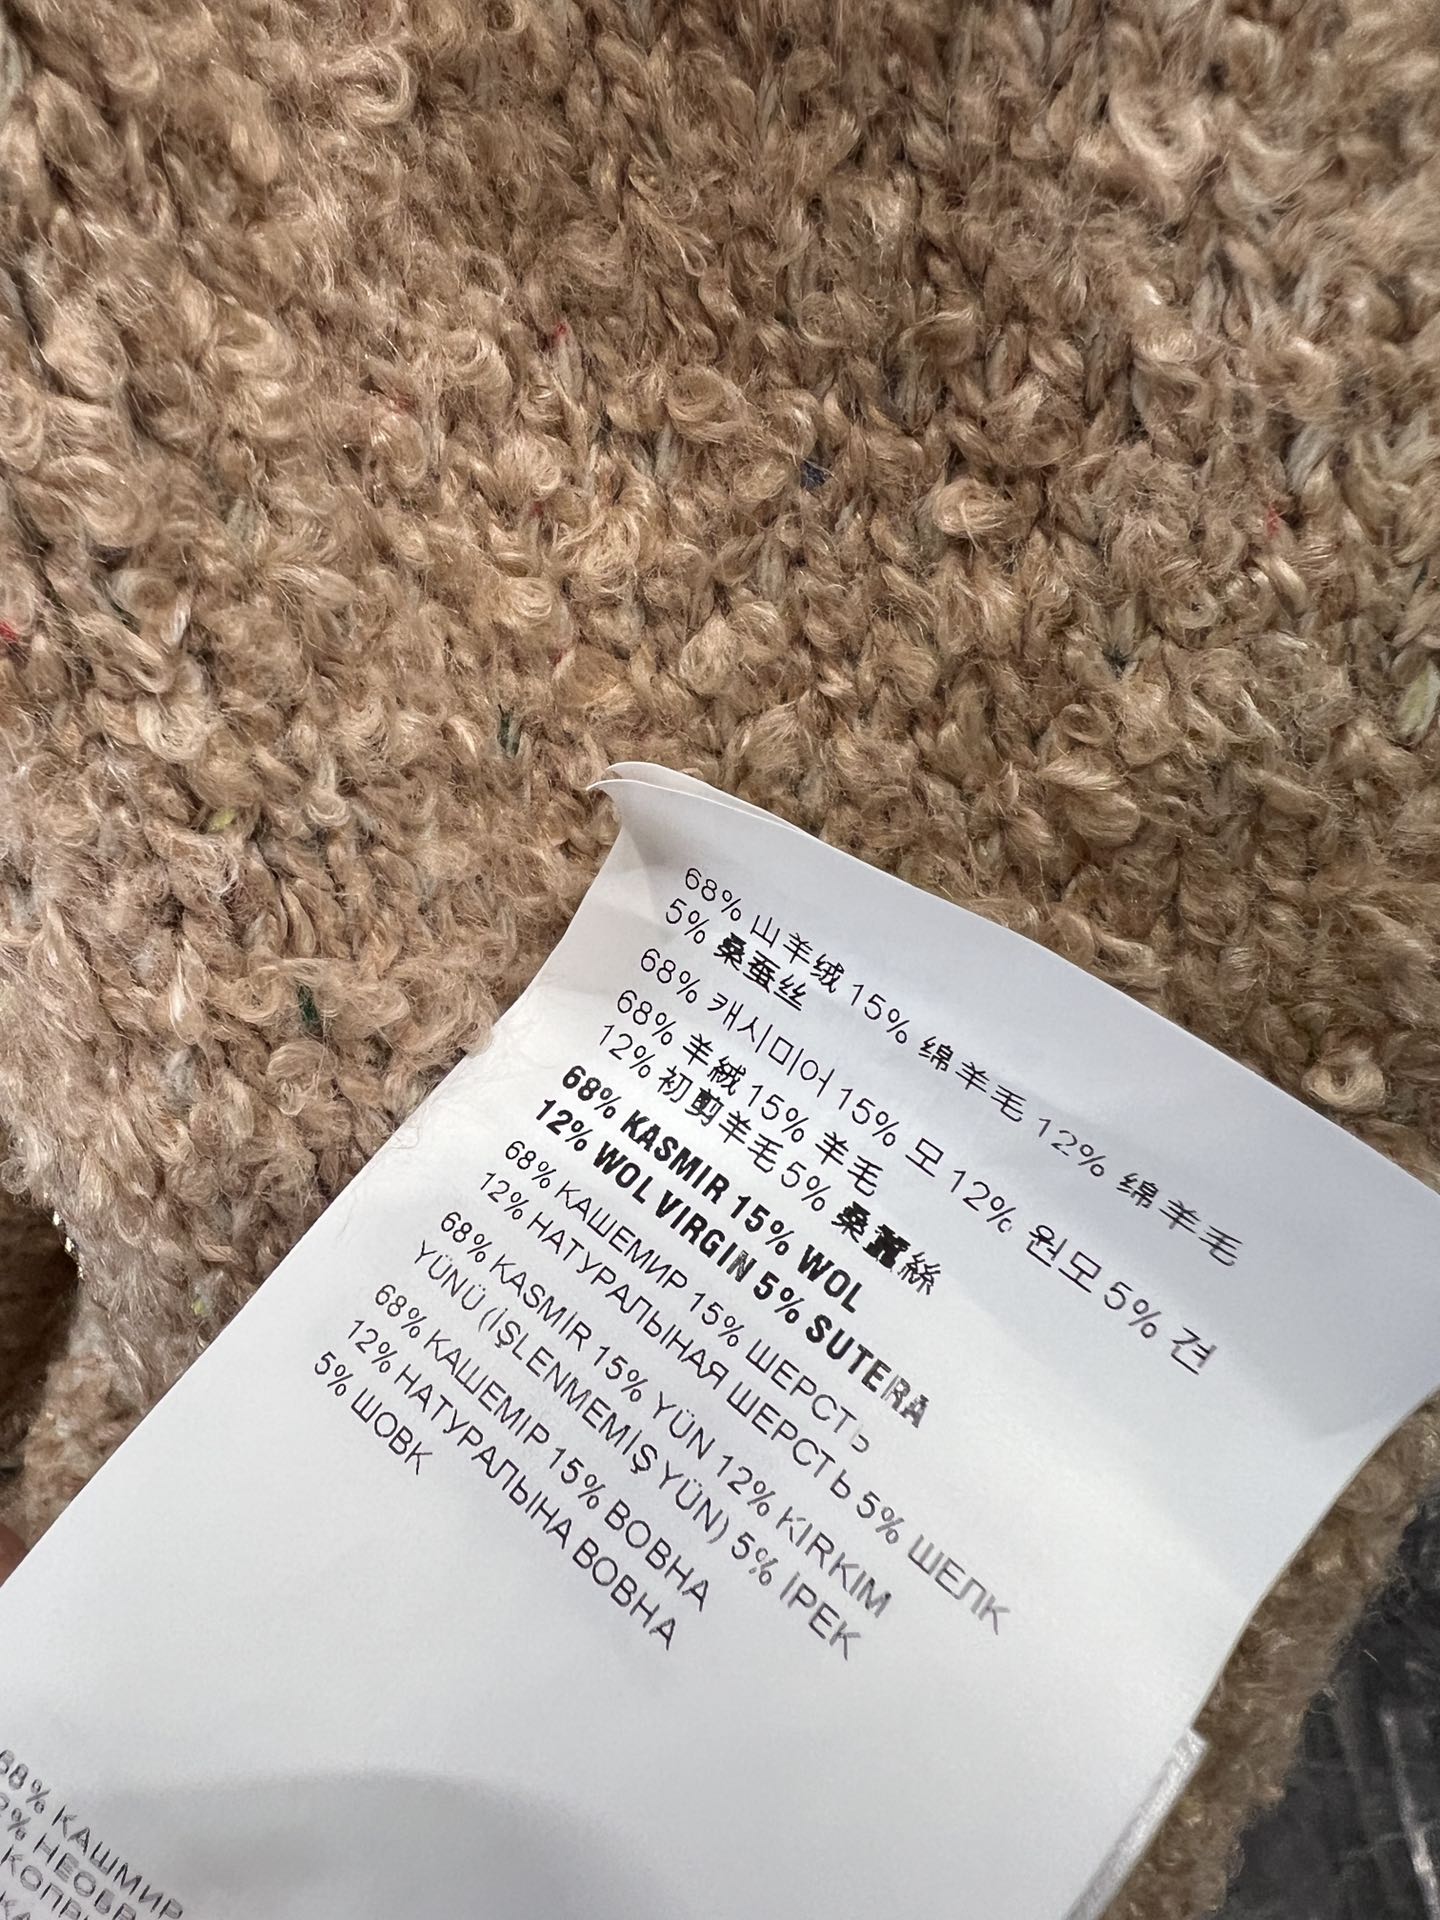 68% 山羊绒 15% 绵羊毛 12% 绵羊毛
5% 桑蚕丝
68% 캐시미어 15% 모 12% 원모 5% 견
68% 羊絨 15% 羊毛
12% 初剪羊毛 5% 桑蠶絲
68% KASMIR 15% WOL
12% WOL VIRGIN 5% SUTERA
68% КАШЕМИР 15% ШЕРСТЬ
12% НАТУРАЛЬНАЯ ШЕРСТЬ 5% ШЕЛК
68% KASMİR 15% YÜN 12% KIRKIM
YÜNÜ (İŞLENMEMİŞ YÜN) 5% İPEK
68% КАШЕМІР 15% ВОВНА
12% НАТУРАЛЬНА ВОВНА
5% ШОВК
68% КАШМИР